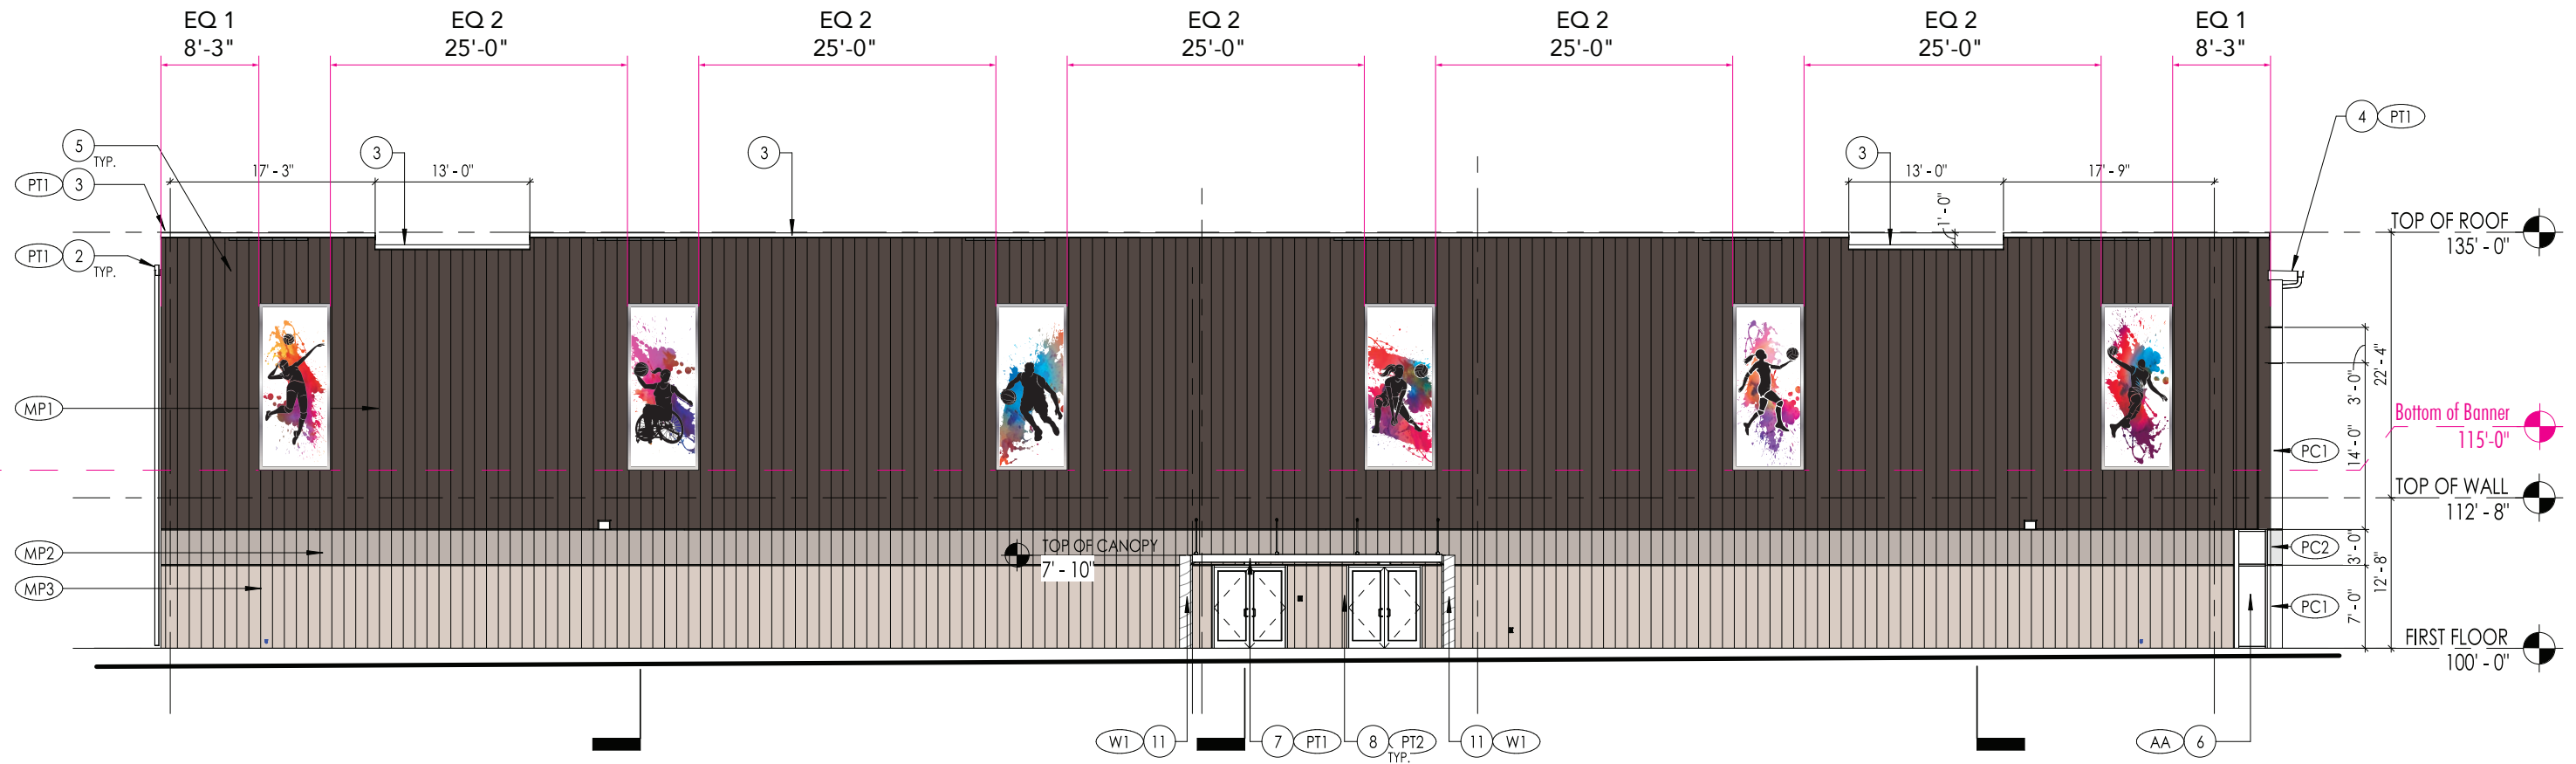 EQ 1
8'-3"
EQ 2
25'-0"
EQ 2
25'-0"
EQ 2
25'-0"
EQ 2
25'-0"
EQ 2
25'-0"
EQ 1
8'-3"
5
TYP.
PT1 3
PT1 2
TYP.
17' - 3"
3
13' - 0"
3
3
13' - 0"
17' - 9"
1' - 0"
4 PT1
TOP OF ROOF
135' - 0"
22' - 4"
3' - 0"
14' - 0"
Bottom of Banner
115'-0"
MP1
PC1
TOP OF WALL
112' - 8"
MP2
TOP OF CANOPY
7' - 10"
PC2
3' - 0"
12' - 8"
MP3
PC1
7' - 0"
FIRST FLOOR
100' - 0"
W1 11
7 PT1
8 PT2
TYP.
11 W1
AA 6